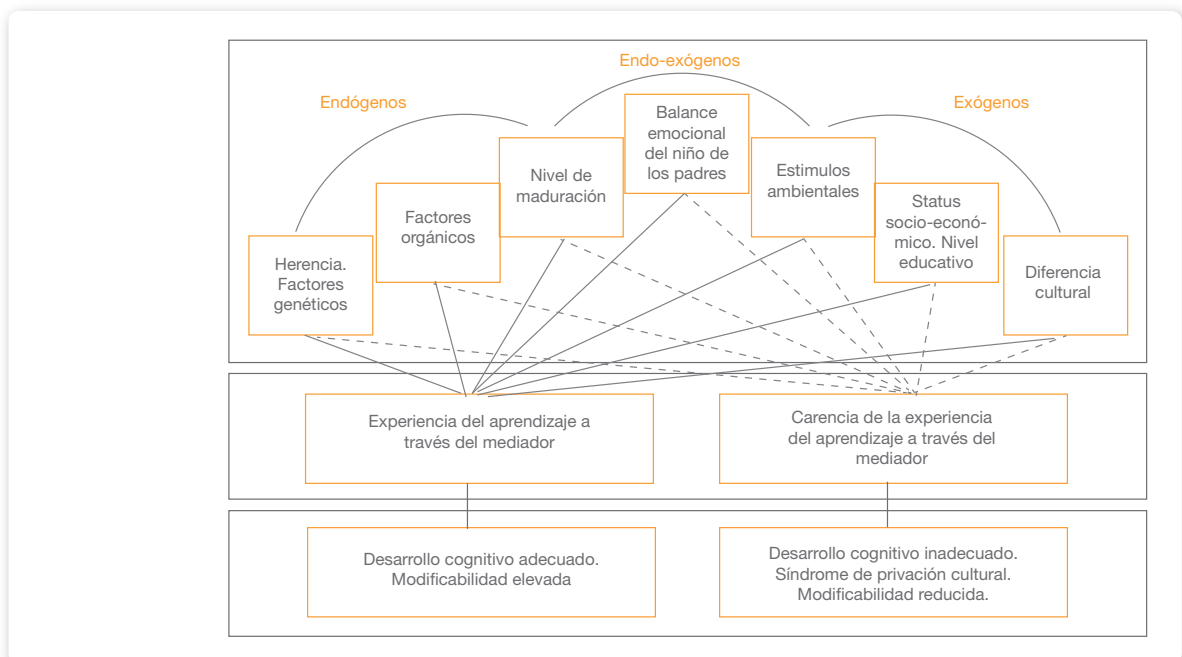 Endo-exógenos
Endógenos
Exógenos
Herencia.
Factores
genéticos
Factores
orgánicos
Nivel de
maduración
Balance
emocional
del niño de
los padres
Estimulos
ambientales
Status
socio-econó-
mico. Nivel
educativo
Diferencia
cultural
Experiencia del aprendizaje a
través del mediador
Carencia de la experiencia
del aprendizaje a través del
mediador
Desarrollo cognitivo adecuado.
Modificabilidad elevada
Desarrollo cognitivo inadecuado.
Síndrome de privación cultural.
Modificabilidad reducida.